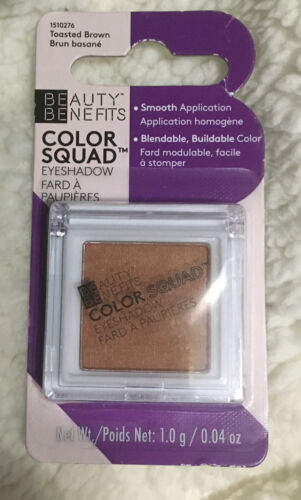 1510276
Toasted Brown
Brun basané
BEAUTY
BENEFITS
COLOR
SQUAD™
EYESHADOW
FARD À
PAUPIÈRES
• Smooth Application
Application homogène
• Blendable, Buildable Color
Fard modulable, facile
à stomper
BEAUTY
BENEFITS
COLOR SQUAD™
EYESHADOW
FARD À PAUPIÈRES
Net Wt./Poids Net: 1.0 g / 0.04 oz